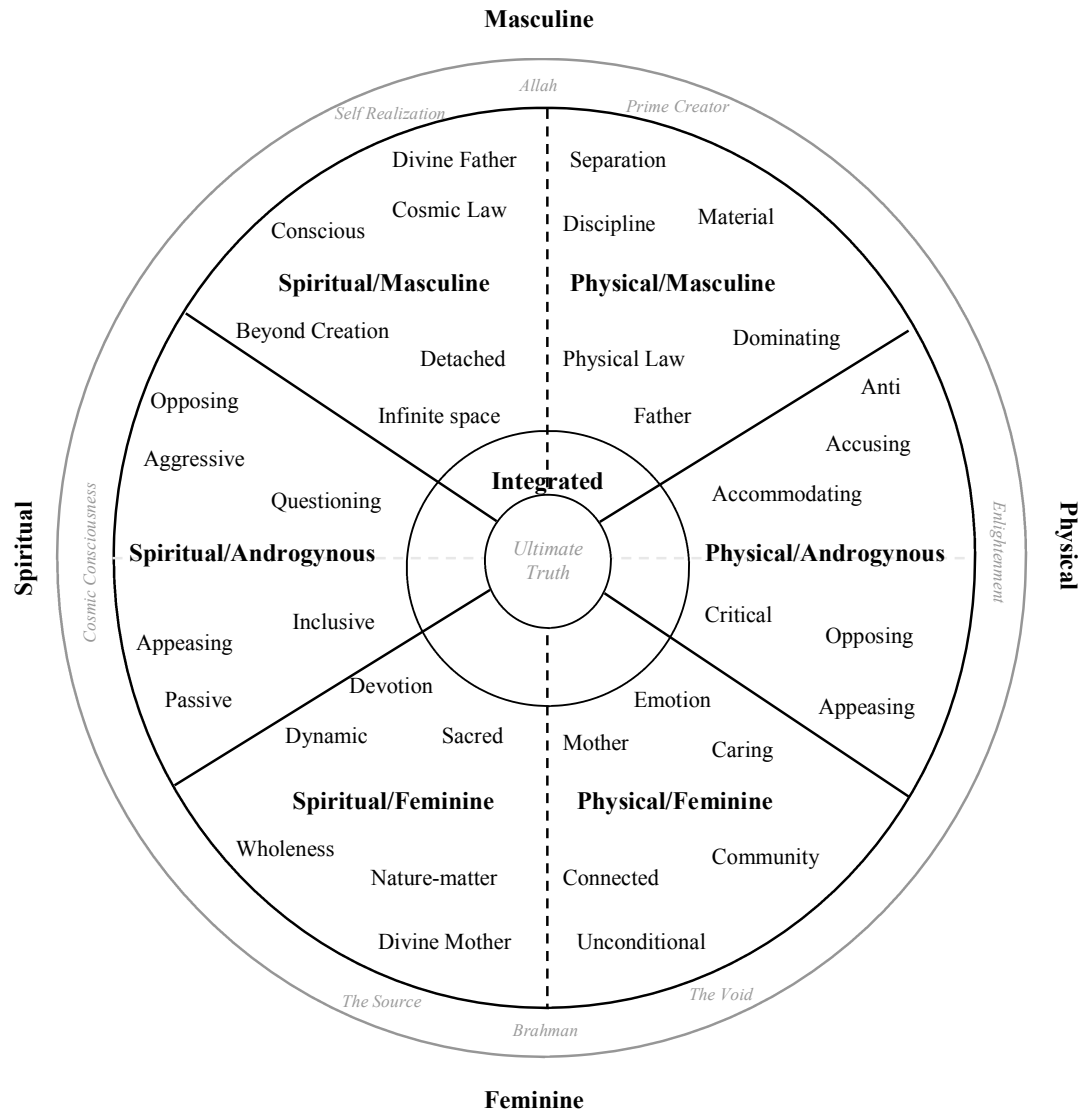 Masculine
Allah
Self Realization
Prime Creator
Divine Father
Separation
Cosmic Law
Conscious
Discipline
Material
Spiritual/Masculine
Physical/Masculine
Beyond Creation
Detached
Physical Law
Dominating
Infinite space
Father
Opposing
Anti
Aggressive
Accusing
Questioning
Integrated
Accommodating
Spiritual
Cosmic Consciousness
Spiritual/Androgynous
Ultimate
Truth
Physical/Androgynous
Enlightenment
Physical
Inclusive
Critical
Appeasing
Opposing
Passive
Appeasing
Devotion
Emotion
Dynamic
Sacred
Mother
Caring
Spiritual/Feminine
Physical/Feminine
Wholeness
Community
Nature-matter
Connected
Divine Mother
Unconditional
The Source
The Void
Brahman
Feminine